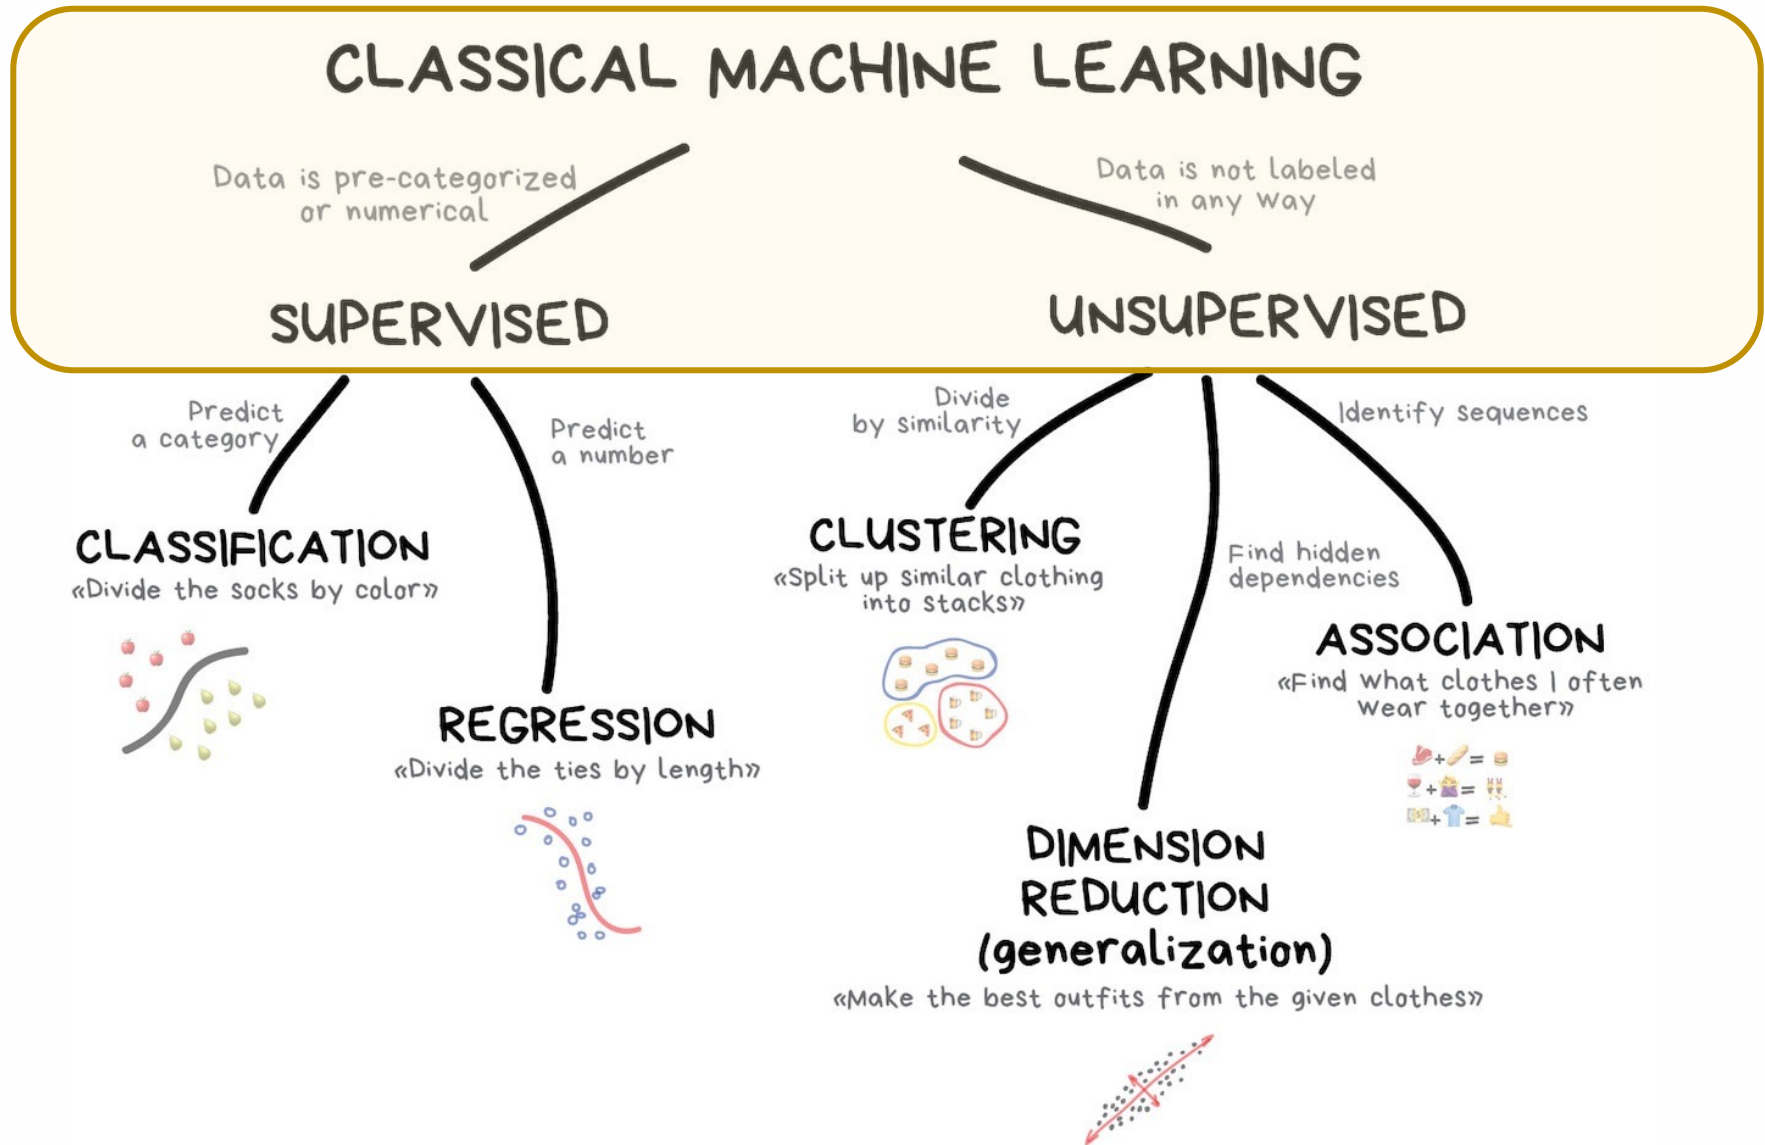 CLASSICAL MACHINE LEARNING
Data is pre-categorized
or numerical
Data is not labeled
in any way
SUPERVISED
UNSUPERVISED
Predict
a category
Predict
a number
Divide
by similarity
Identify sequences
CLASSIFICATION
«Divide the socks by color»
CLUSTERING
«Split up similar clothing
into stacks»
Find hidden
dependencies
ASSOCIATION
«Find what clothes I often
wear together»
REGRESSION
«Divide the ties by length»
+ =
+ =
+ =
DIMENSION
REDUCTION
(generalization)
«Make the best outfits from the given clothes»